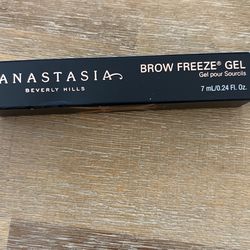 ANASTASIA
BEVERLY HILLS
BROW FREEZE® GEL
Gel pour Sourcils
7 mL/0.24 Fl. Oz.